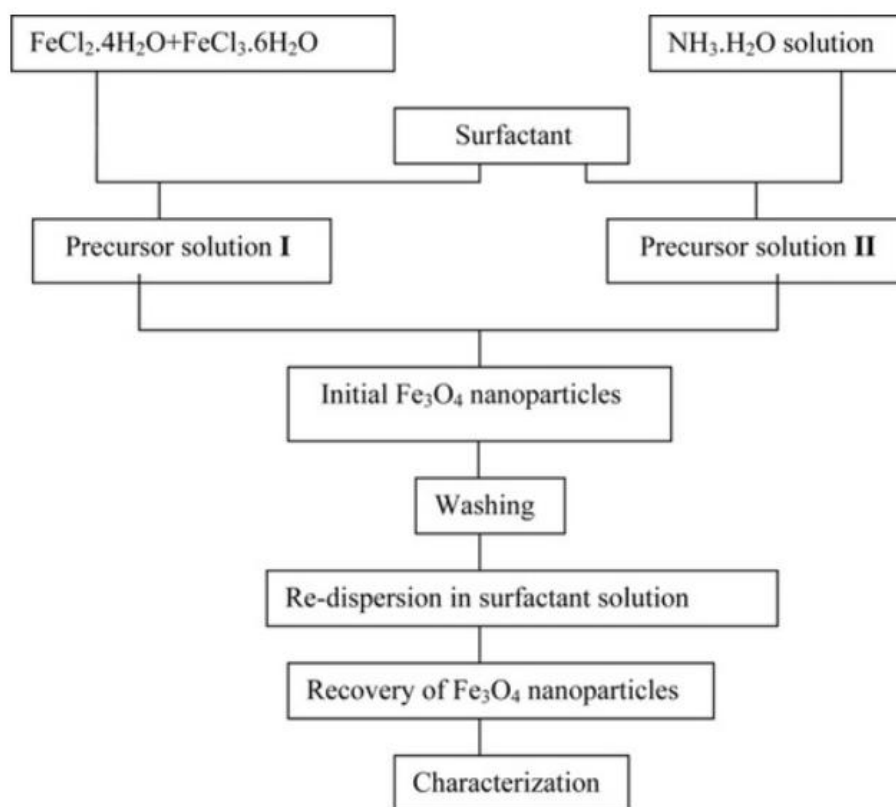 FeCl₂.4H₂O+FeCl₃.6H₂O
NH₃.H₂O solution
Surfactant
Precursor solution I
Precursor solution II
Initial Fe₃O₄ nanoparticles
Washing
Re-dispersion in surfactant solution
Recovery of Fe₃O₄ nanoparticles
Characterization